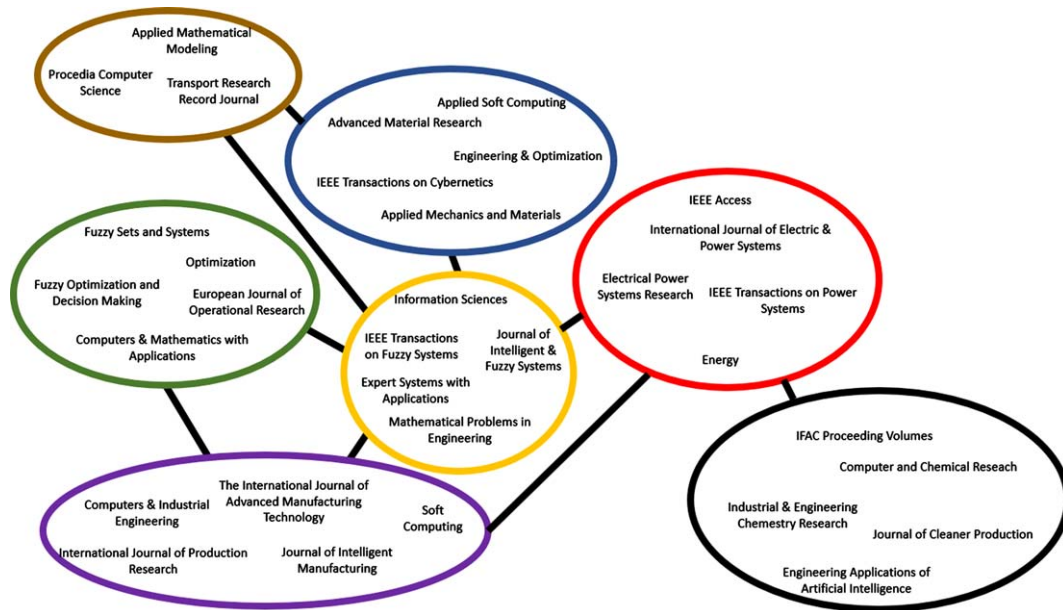 Applied Mathematical
Modeling
Procedia Computer
Science
Transport Research
Record Journal
Applied Soft Computing
Advanced Material Research
Engineering & Optimization
IEEE Transactions on Cybernetics
Applied Mechanics and Materials
IEEE Access
International Journal of Electric &
Power Systems
Electrical Power
Systems Research
IEEE Transactions on Power
Systems
Energy
Fuzzy Sets and Systems
Optimization
Fuzzy Optimization and
Decision Making
European Journal of
Operational Research
Computers & Mathematics with
Applications
Information Sciences
IEEE Transactions
on Fuzzy Systems
Journal of
Intelligent &
Fuzzy Systems
Expert Systems with
Applications
Mathematical Problems in
Engineering
Computers & Industrial
Engineering
The International Journal of
Advanced Manufacturing
Technology
Soft
Computing
International Journal of Production
Research
Journal of Intelligent
Manufacturing
IFAC Proceeding Volumes
Computer and Chemical Reseach
Industrial & Engineering
Chemestry Research
Journal of Cleaner Production
Engineering Applications of
Artificial Intelligence